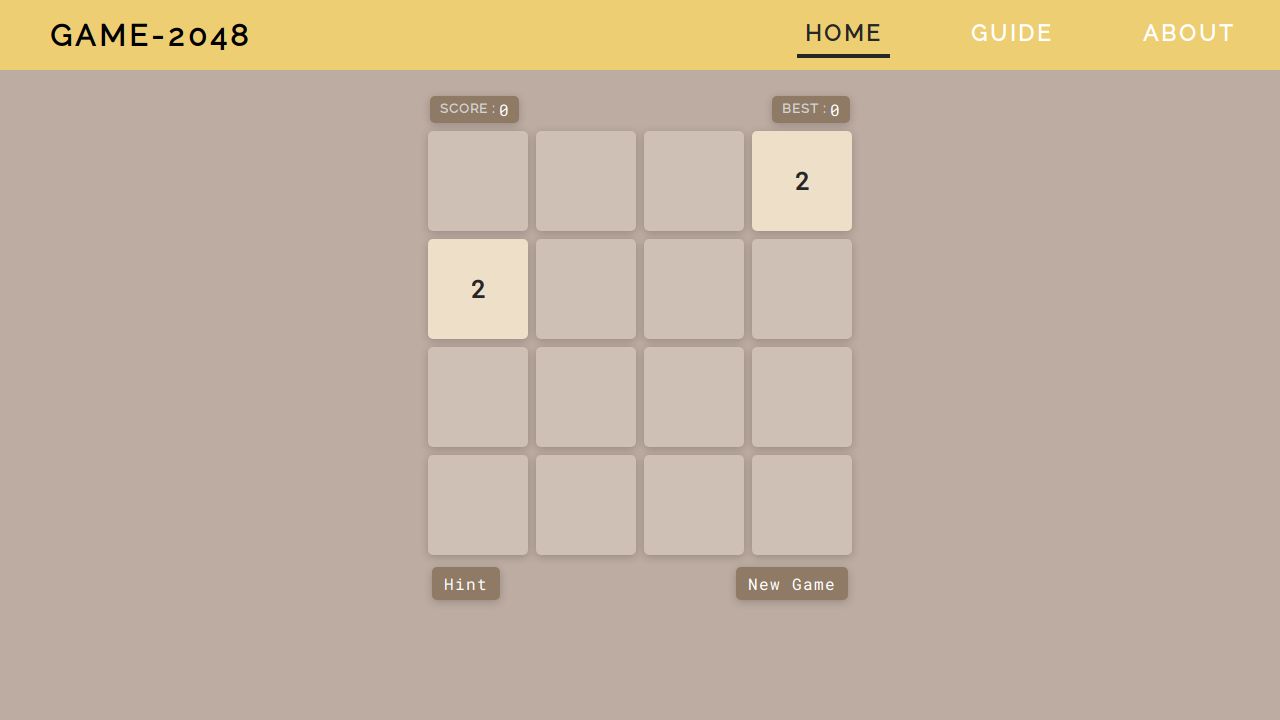 GAME-2048
HOME GUIDE ABOUT
SCORE : 0
BEST : 0
2
2
Hint
New Game